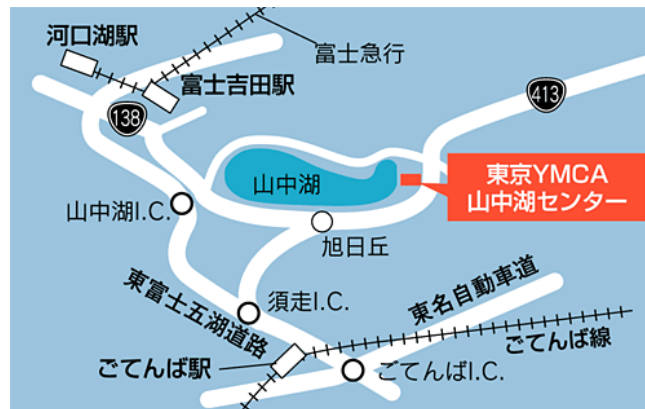 河口湖駅
富士急行
富士吉田駅
413
138
東京YMCA
山中湖センター
山中湖
山中湖I.C.
旭日丘
東富士五湖道路
須走I.C.
東名自動車道
ごてんば線
ごてんば駅
ごてんばI.C.